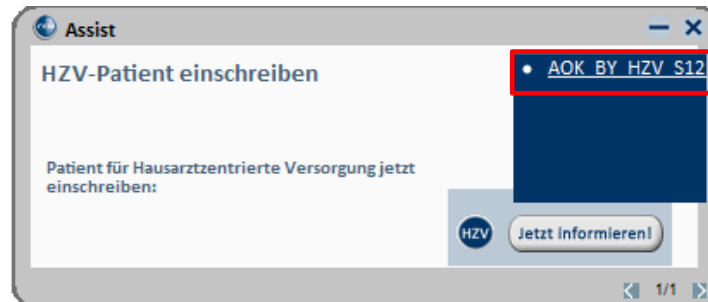 Assist
HZV-Patient einschreiben
AOK_BY_HZV_S12
Patient für Hausarztzentrierte Versorgung jetzt
einschreiben:
HZV
Jetzt informieren!
1/1